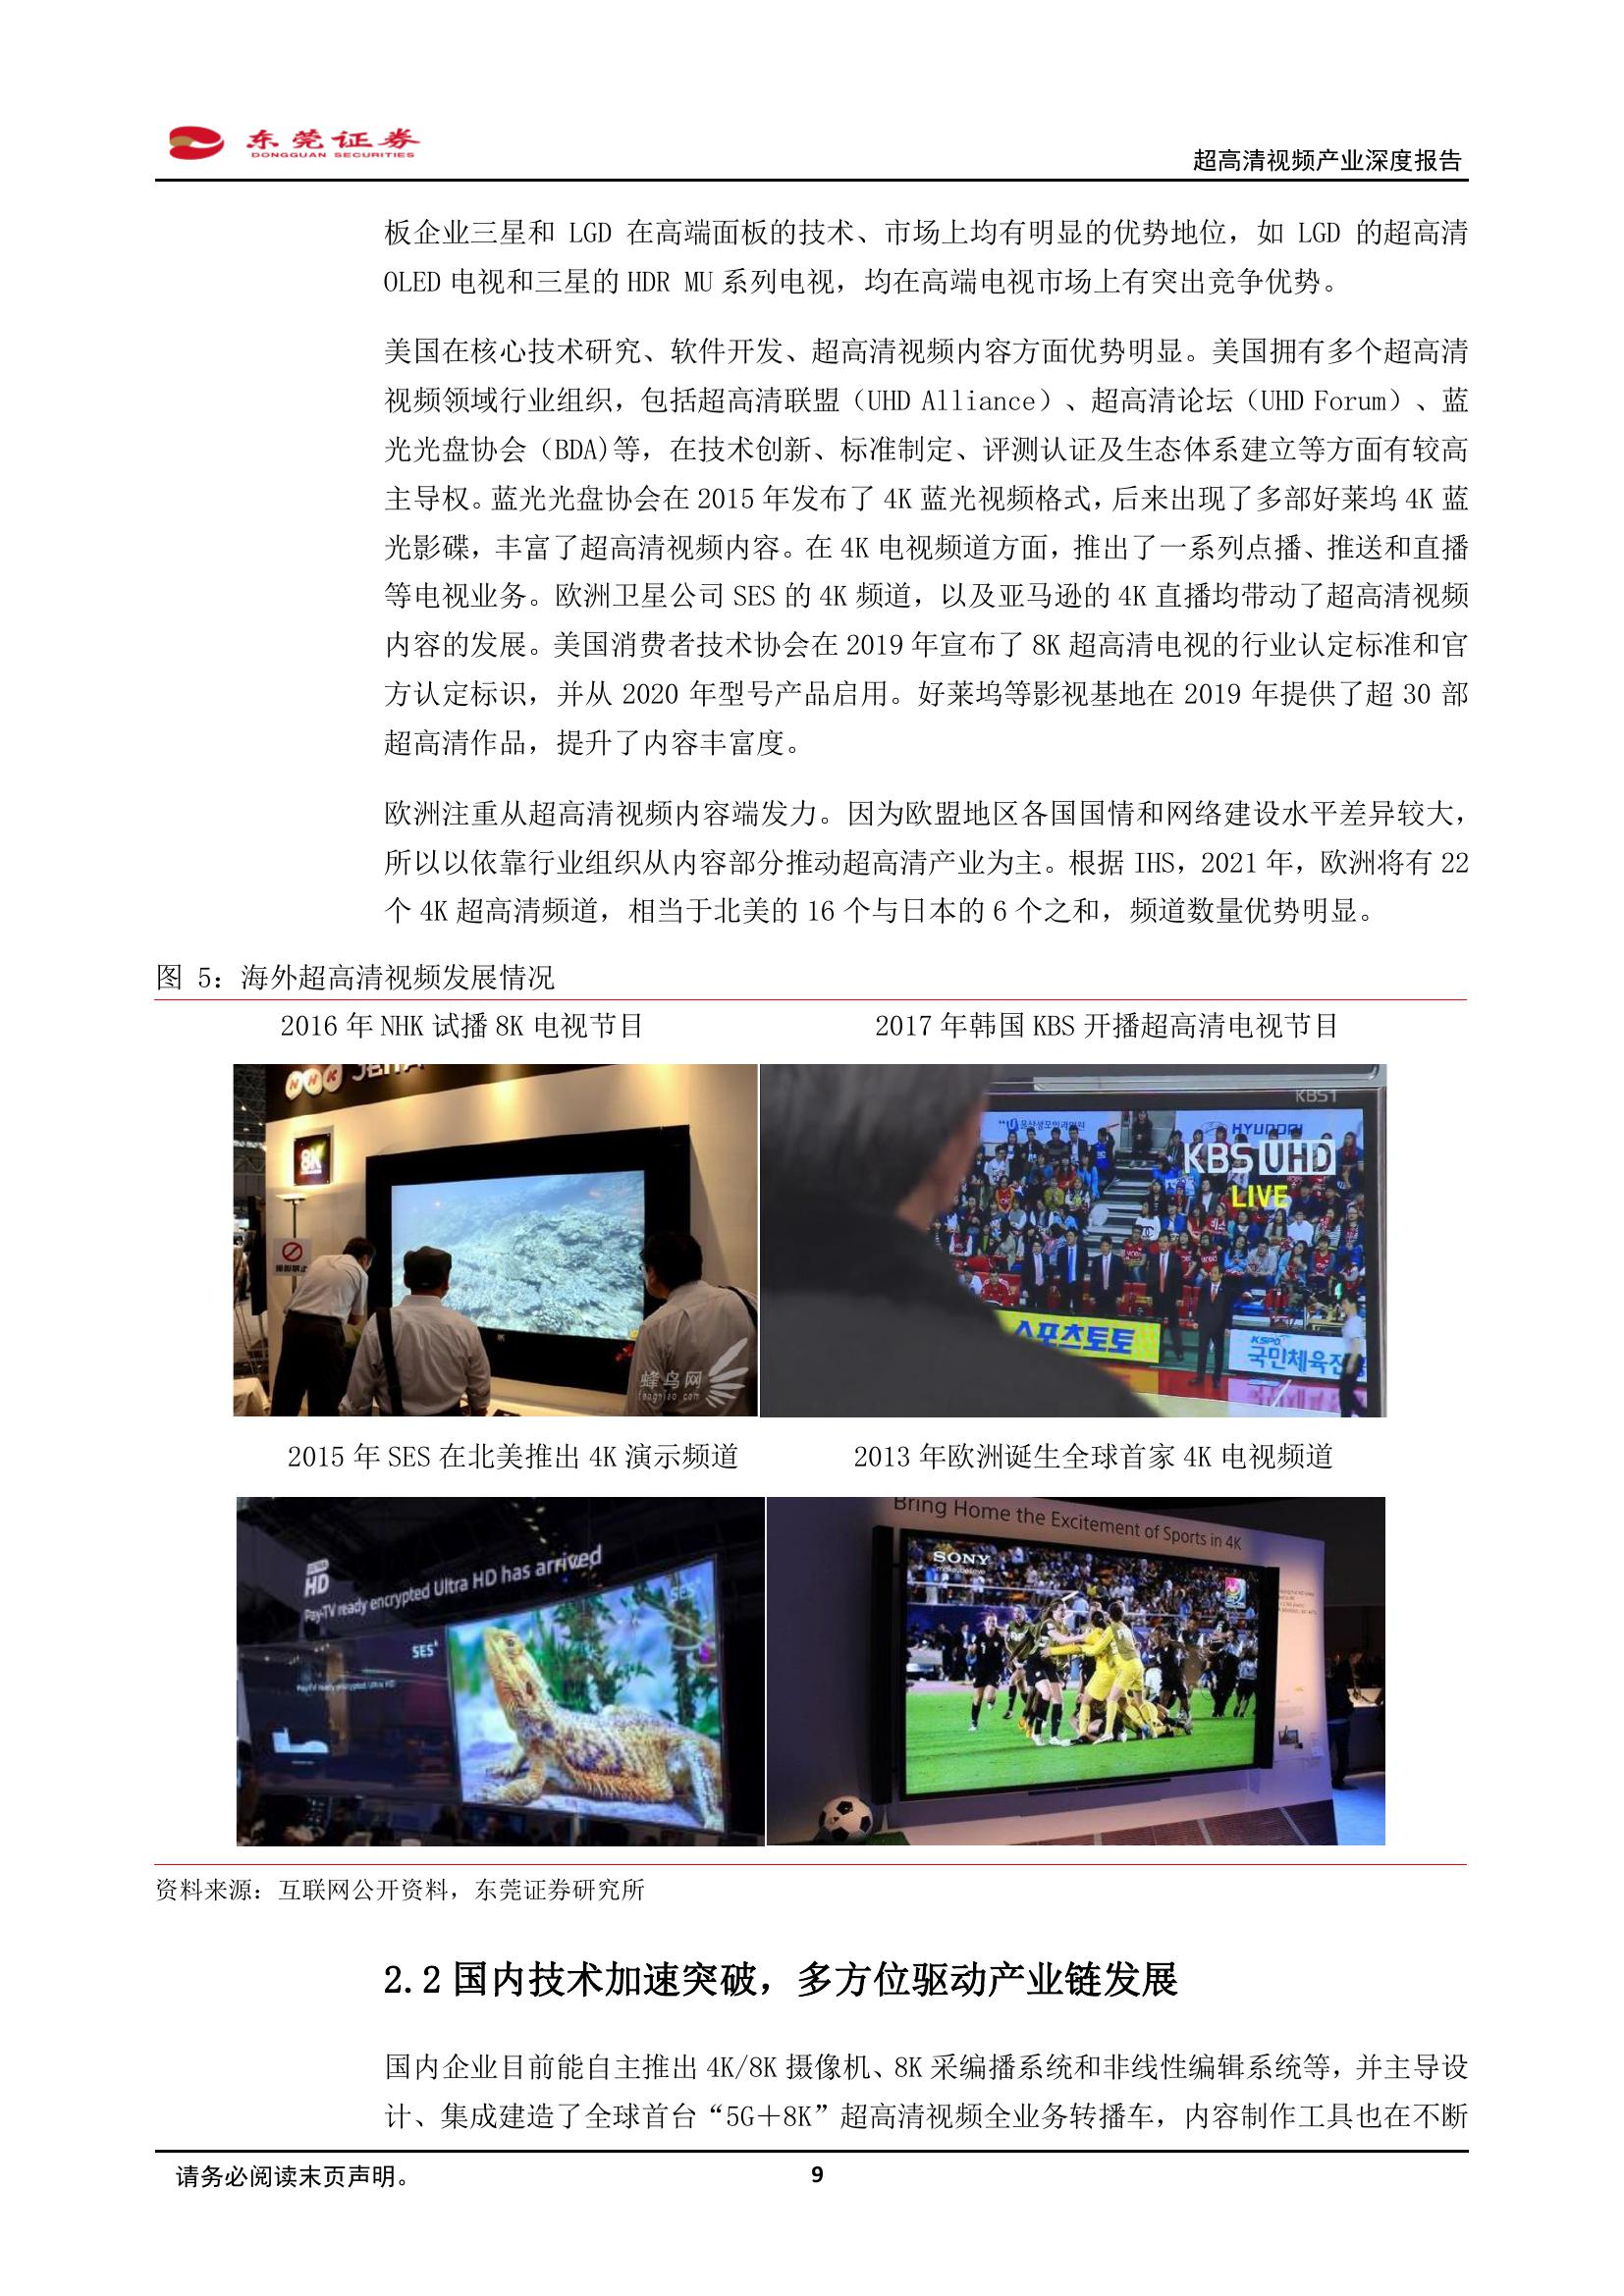 东莞证券
DONGGUAN SECURITIES
超高清视频产业深度报告
板企业三星和 LGD 在高端面板的技术、市场上均有明显的优势地位，如 LGD 的超高清
OLED 电视和三星的 HDR MU 系列电视，均在高端电视市场上有突出竞争优势。
美国在核心技术研究、软件开发、超高清视频内容方面优势明显。美国拥有多个超高清
视频领域行业组织，包括超高清联盟（UHD Alliance）、超高清论坛（UHD Forum）、蓝
光光盘协会（BDA)等，在技术创新、标准制定、评测认证及生态体系建立等方面有较高
主导权。蓝光光盘协会在 2015 年发布了 4K 蓝光视频格式，后来出现了多部好莱坞 4K 蓝
光影碟，丰富了超高清视频内容。在 4K 电视频道方面，推出了一系列点播、推送和直播
等电视业务。欧洲卫星公司 SES 的 4K 频道，以及亚马逊的 4K 直播均带动了超高清视频
内容的发展。美国消费者技术协会在 2019 年宣布了 8K 超高清电视的行业认定标准和官
方认定标识，并从 2020 年型号产品启用。好莱坞等影视基地在 2019 年提供了超 30 部
超高清作品，提升了内容丰富度。
欧洲注重从超高清视频内容端发力。因为欧盟地区各国国情和网络建设水平差异较大，
所以以依靠行业组织从内容部分推动超高清产业为主。根据 IHS，2021 年，欧洲将有 22
个 4K 超高清频道，相当于北美的 16 个与日本的 6 个之和，频道数量优势明显。
图 5：海外超高清视频发展情况
2016 年 NHK 试播 8K 电视节目
2017 年韩国 KBS 开播超高清电视节目
NHK JEITA
8K
蜂鸟网
fengniao.com
KBS1
HYUNDAI
KBS UHD
LIVE
스포츠토토
KSPO
국민체육진
2015 年 SES 在北美推出 4K 演示频道
2013 年欧洲诞生全球首家 4K 电视频道
HD
Pay-TV ready encrypted Ultra HD has arrived
SES
SES
Bring Home the Excitement of Sports in 4K
SONY
make.believe
资料来源：互联网公开资料，东莞证券研究所
2.2 国内技术加速突破，多方位驱动产业链发展
国内企业目前能自主推出 4K/8K 摄像机、8K 采编播系统和非线性编辑系统等，并主导设
计、集成建造了全球首台“5G＋8K”超高清视频全业务转播车，内容制作工具也在不断
请务必阅读末页声明。
9